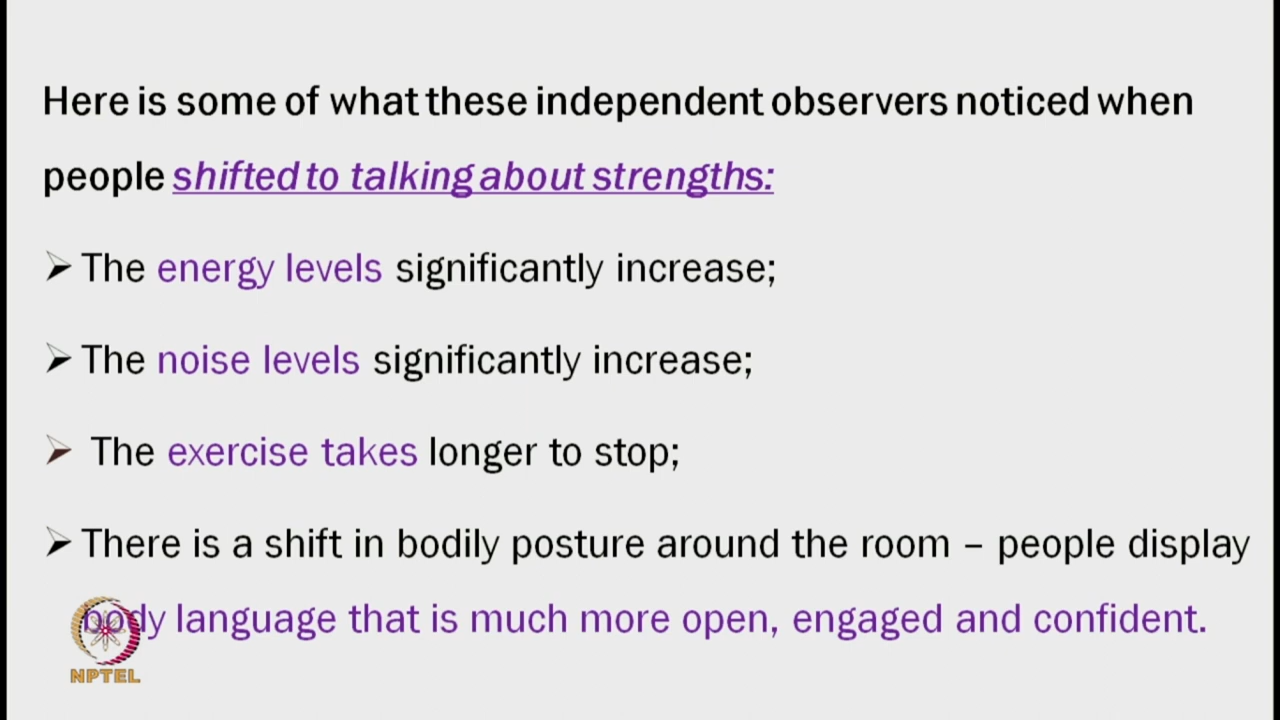 Here is some of what these independent observers noticed when
people shifted to talking about strengths:
➢ The energy levels significantly increase;
➢ The noise levels significantly increase;
➢ The exercise takes longer to stop;
➢ There is a shift in bodily posture around the room – people display
body language that is much more open, engaged and confident.
NPTEL